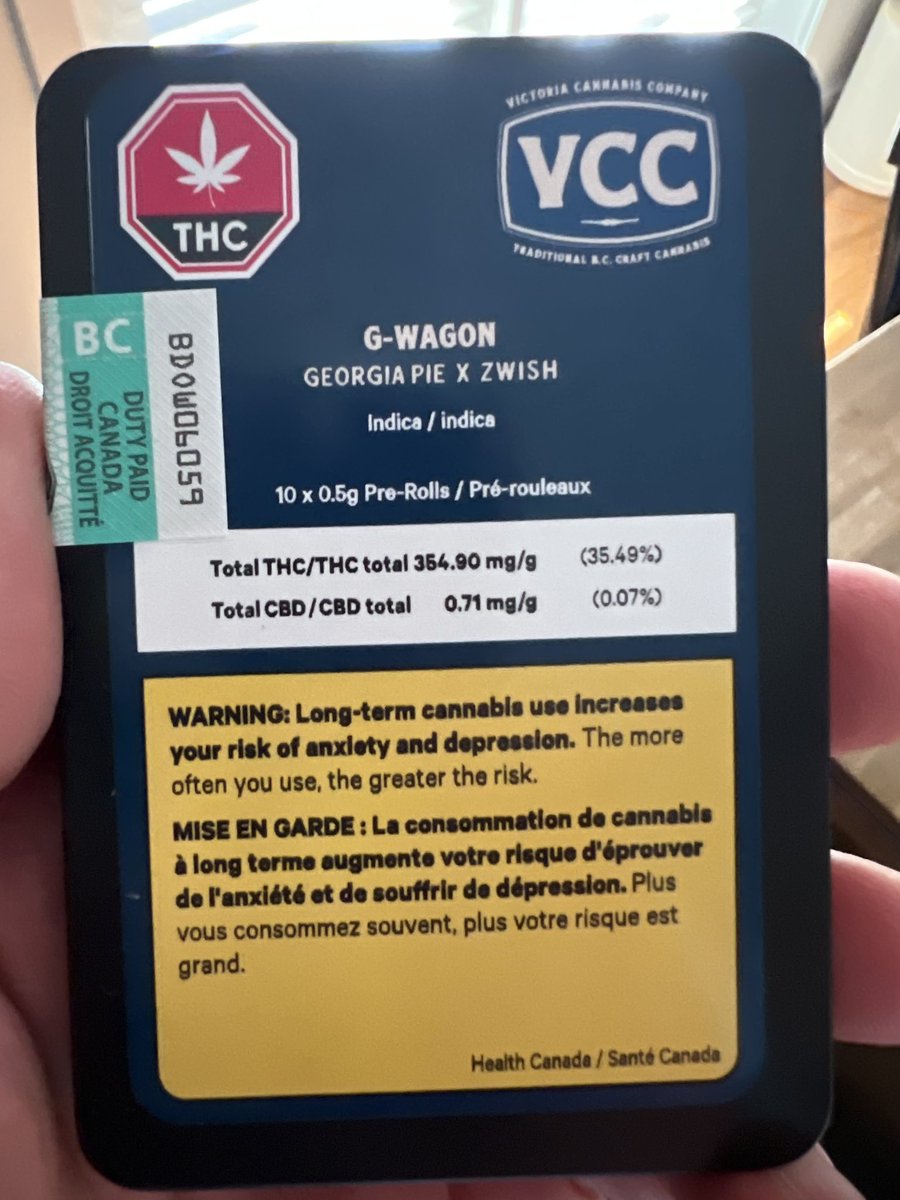 THC
VICTORIA CANNABIS COMPANY
VCC
TRADITIONAL B.C. CRAFT CANNABIS
BC
DUTY PAID
CANADA
DROIT ACQUITTÉ
BDOW06059
G-WAGON
GEORGIA PIE X ZWISH
Indica / indica
10 x 0.5g Pre-Rolls / Pré-rouleaux
Total THC/THC total 354.90 mg/g (35.49%)
Total CBD/CBD total 0.71 mg/g (0.07%)
WARNING: Long-term cannabis use increases
your risk of anxiety and depression. The more
often you use, the greater the risk.
MISE EN GARDE : La consommation de cannabis
à long terme augmente votre risque d'éprouver
de l'anxiété et de souffrir de dépression. Plus
vous consommez souvent, plus votre risque est
grand.
Health Canada / Santé Canada